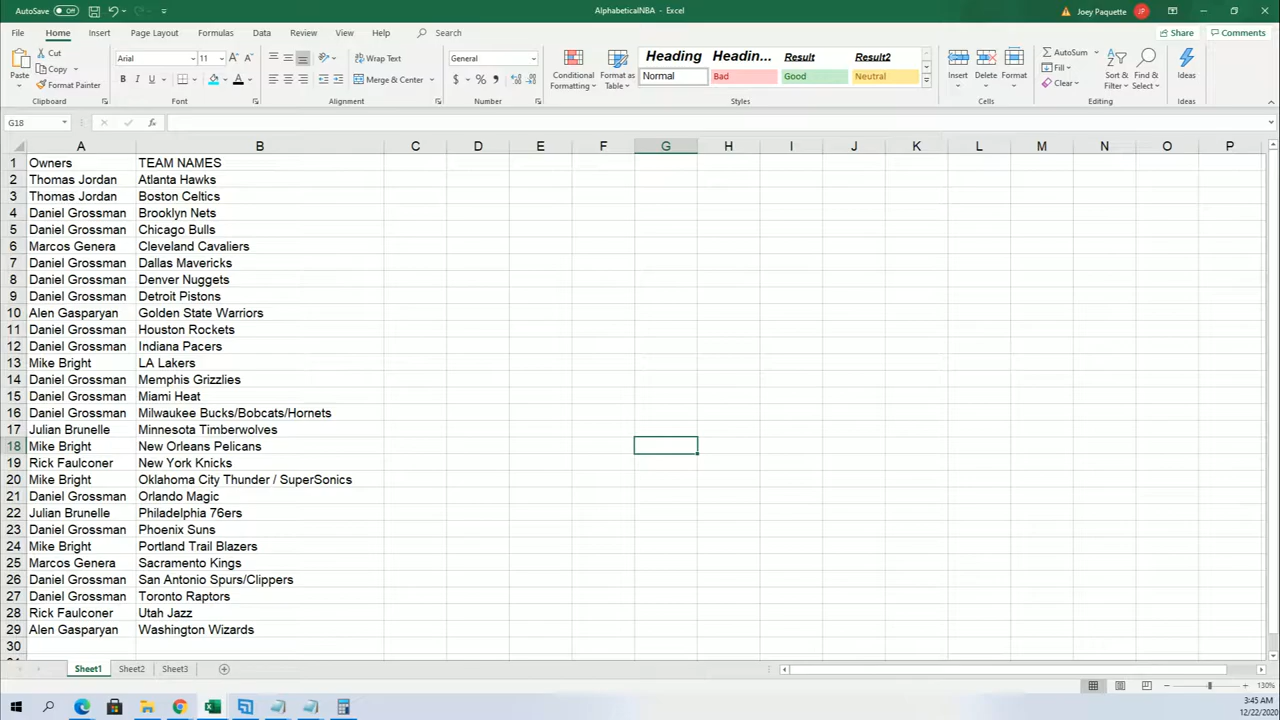 AutoSave Off
AlphabeticalNBA - Excel
Joey Paquette JP
File Home Insert Page Layout Formulas Data Review View Help Search
Share Comments
Paste
Cut
Copy
Format Painter
Clipboard
Arial 11
B I U
Font
Wrap Text
Merge & Center
Alignment
General
$ % ,
Number
Conditional Formatting
Format as Table
Heading Headin... Result Result2
Normal Bad Good Neutral
Styles
Insert Delete Format
Cells
AutoSum
Fill
Clear
Sort & Filter
Find & Select
Editing
Ideas
Ideas
G18 fx
A B C D E F G H I J K L M N O P
1 Owners TEAM NAMES
2 Thomas Jordan Atlanta Hawks
3 Thomas Jordan Boston Celtics
4 Daniel Grossman Brooklyn Nets
5 Daniel Grossman Chicago Bulls
6 Marcos Genera Cleveland Cavaliers
7 Daniel Grossman Dallas Mavericks
8 Daniel Grossman Denver Nuggets
9 Daniel Grossman Detroit Pistons
10 Alen Gasparyan Golden State Warriors
11 Daniel Grossman Houston Rockets
12 Daniel Grossman Indiana Pacers
13 Mike Bright LA Lakers
14 Daniel Grossman Memphis Grizzlies
15 Daniel Grossman Miami Heat
16 Daniel Grossman Milwaukee Bucks/Bobcats/Hornets
17 Julian Brunelle Minnesota Timberwolves
18 Mike Bright New Orleans Pelicans
19 Rick Faulconer New York Knicks
20 Mike Bright Oklahoma City Thunder / SuperSonics
21 Daniel Grossman Orlando Magic
22 Julian Brunelle Philadelphia 76ers
23 Daniel Grossman Phoenix Suns
24 Mike Bright Portland Trail Blazers
25 Marcos Genera Sacramento Kings
26 Daniel Grossman San Antonio Spurs/Clippers
27 Daniel Grossman Toronto Raptors
28 Rick Faulconer Utah Jazz
29 Alen Gasparyan Washington Wizards
30
Sheet1 Sheet2 Sheet3
130%
3:45 AM
12/22/2020